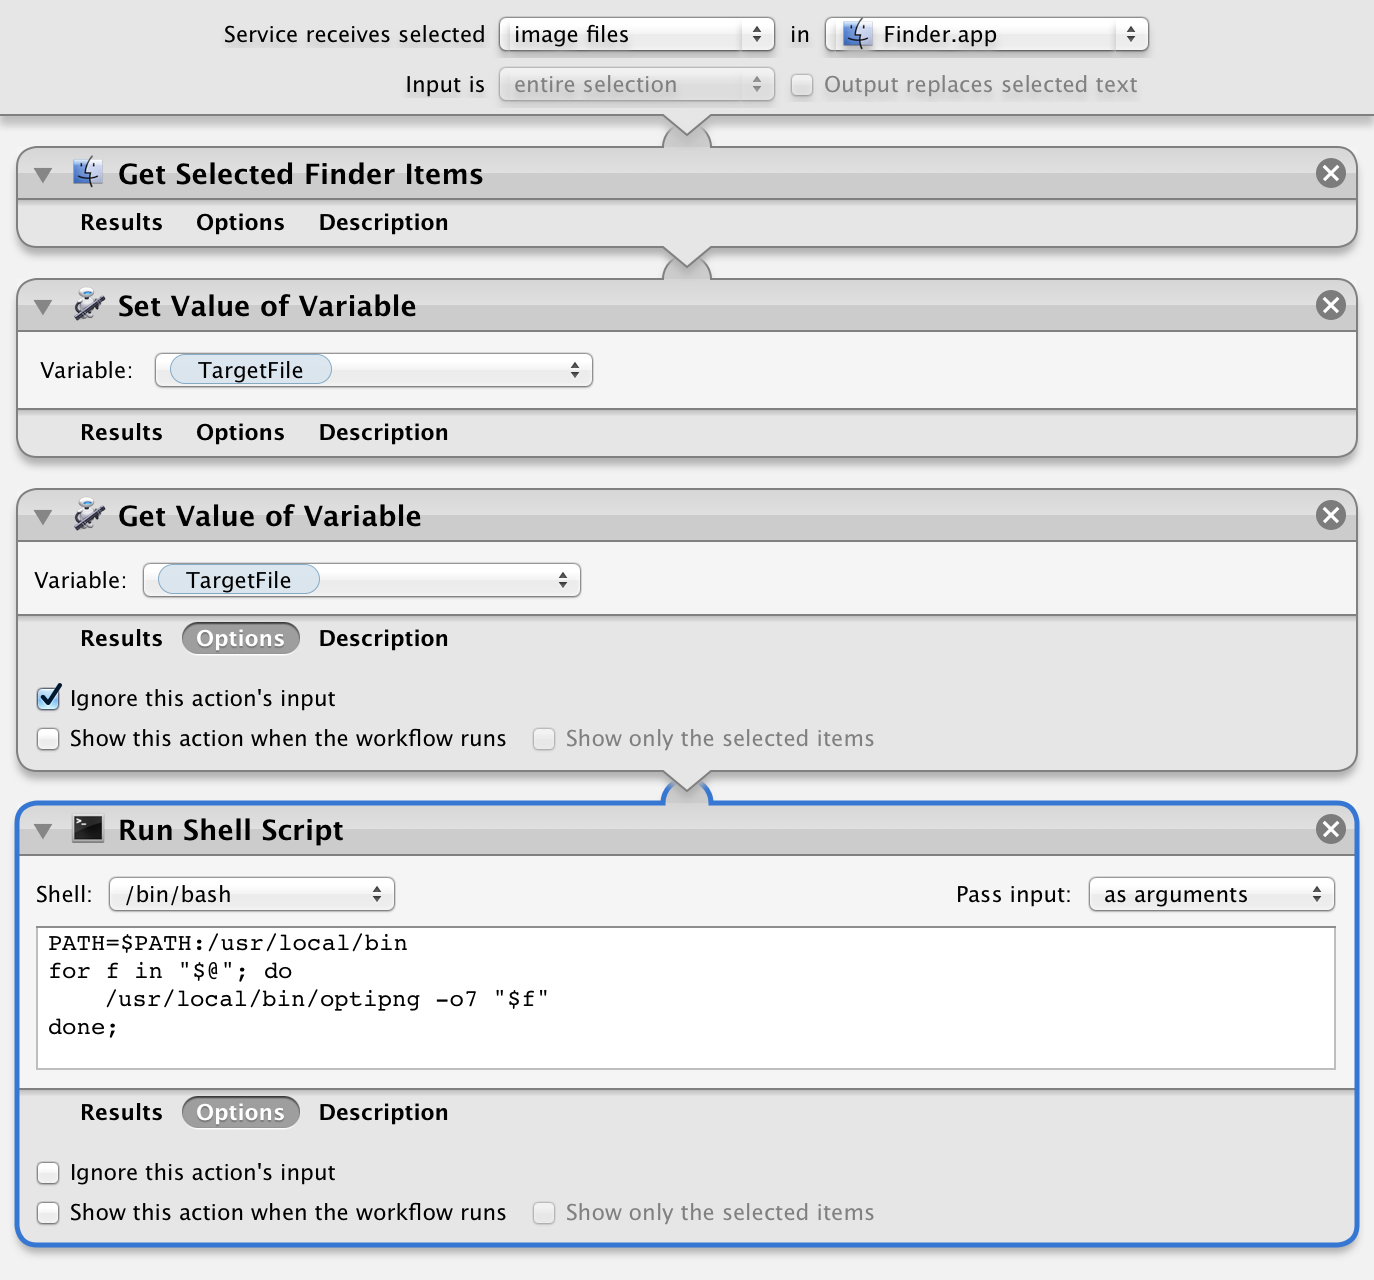 Service receives selected image files in Finder.app
Input is entire selection Output replaces selected text
Get Selected Finder Items
Results Options Description
Set Value of Variable
Variable: TargetFile
Results Options Description
Get Value of Variable
Variable: TargetFile
Results Options Description
Ignore this action's input
Show this action when the workflow runs Show only the selected items
Run Shell Script
Shell: /bin/bash Pass input: as arguments
PATH=$PATH:/usr/local/bin
for f in "$@"; do
    /usr/local/bin/optipng -o7 "$f"
done;
Results Options Description
Ignore this action's input
Show this action when the workflow runs Show only the selected items